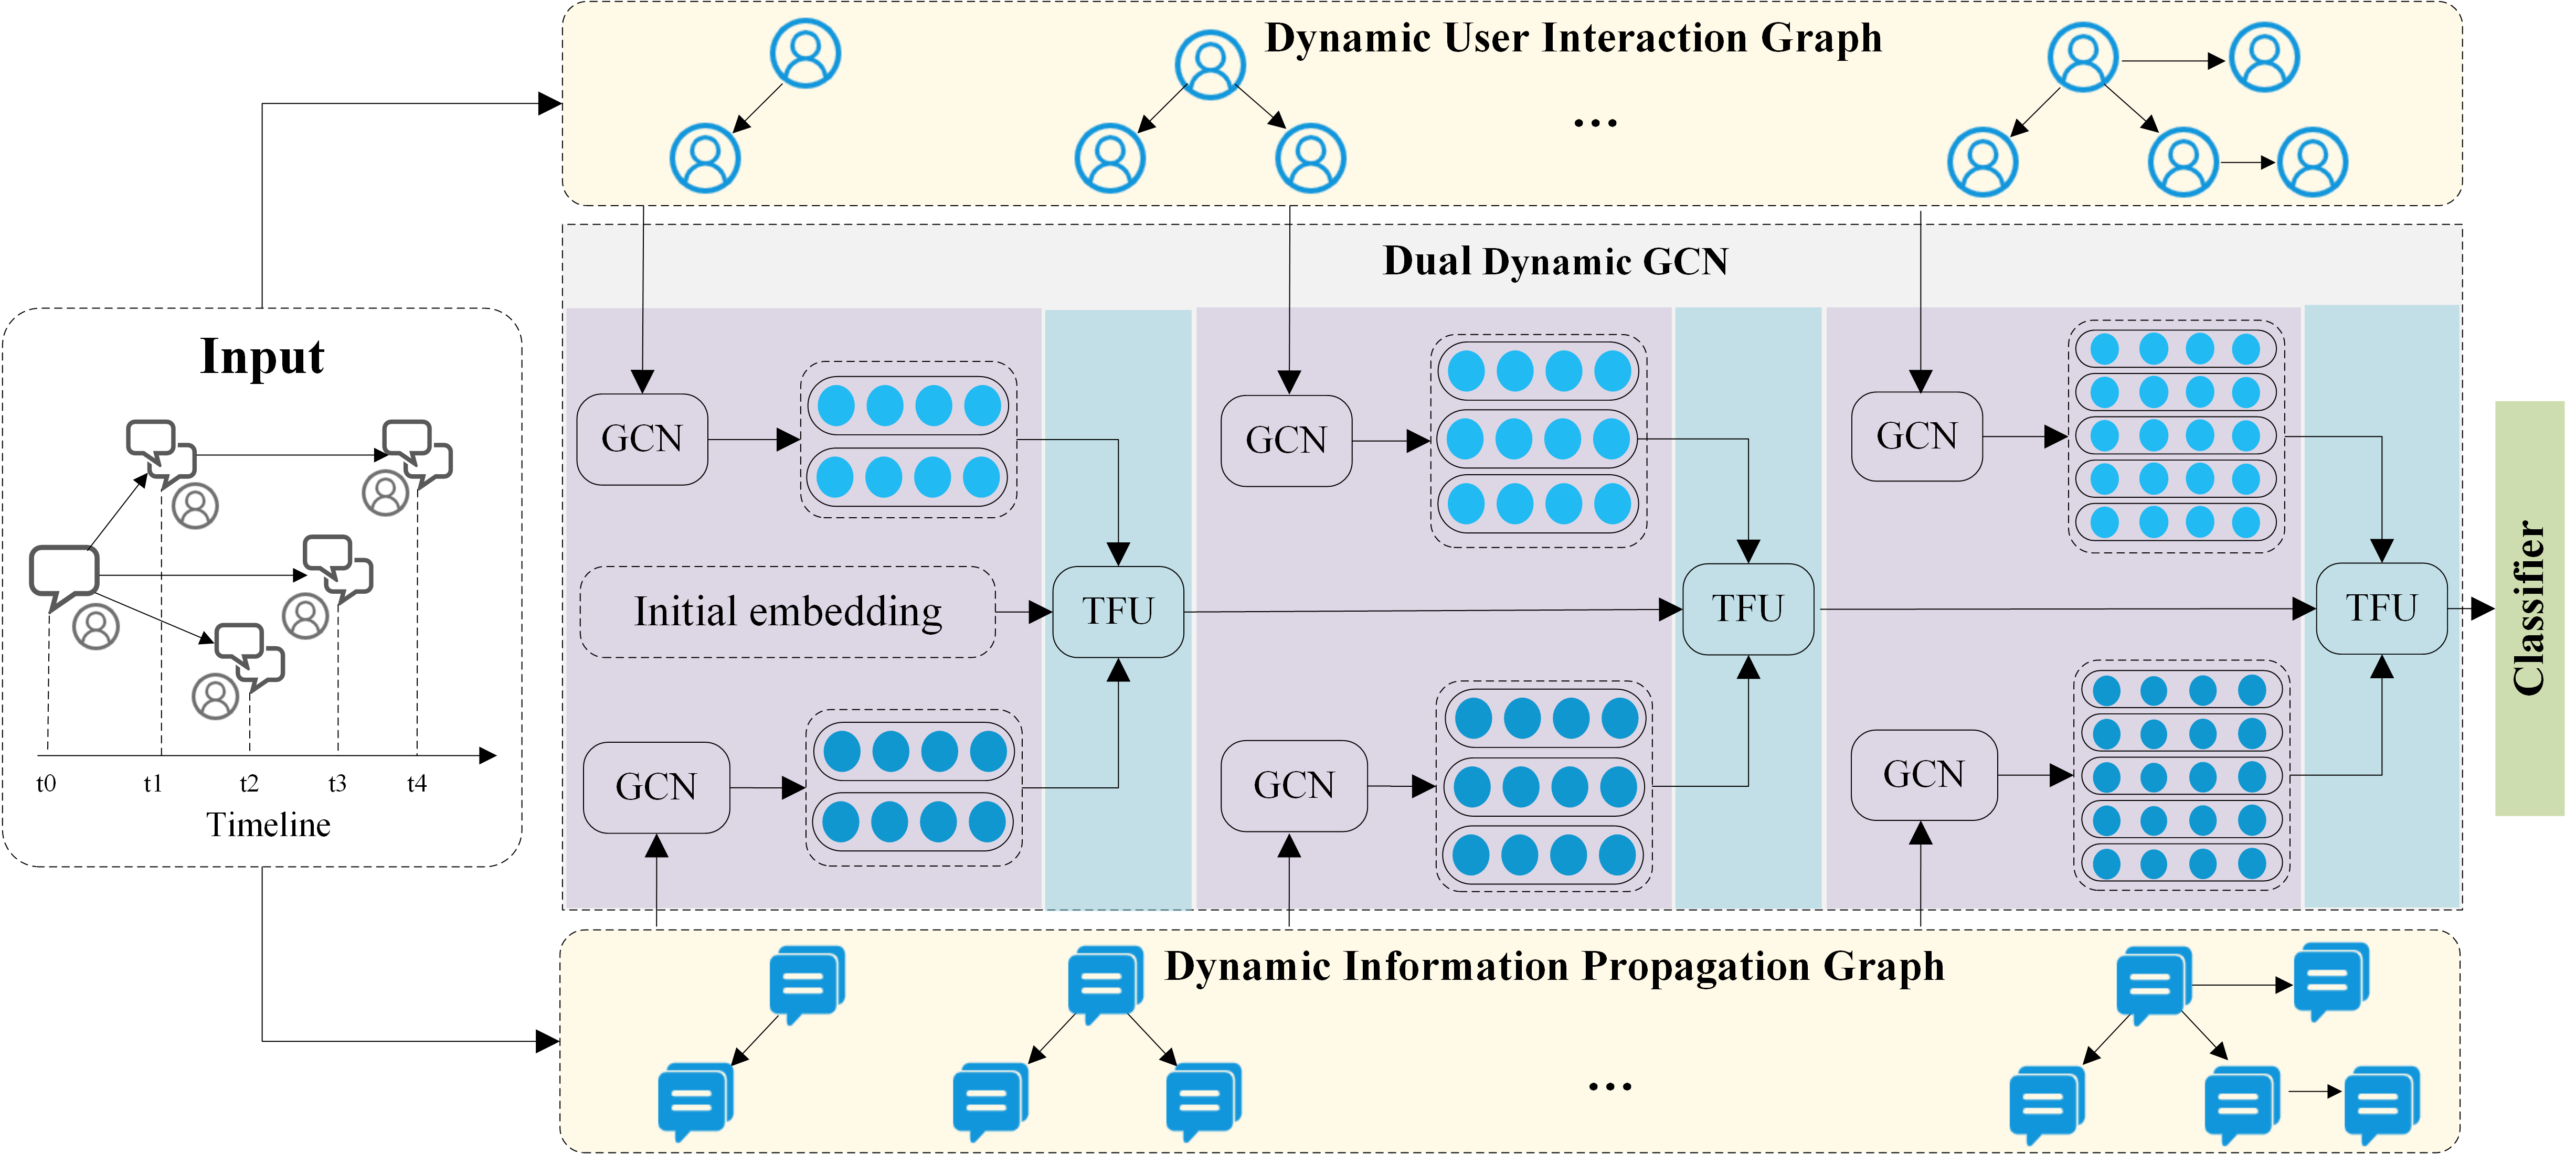 Dynamic User Interaction Graph
...
Dual Dynamic GCN
Input
GCN
GCN
GCN
Initial embedding
TFU
TFU
TFU
Classifier
GCN
GCN
GCN
t0 t1 t2 t3 t4
Timeline
Dynamic Information Propagation Graph
...